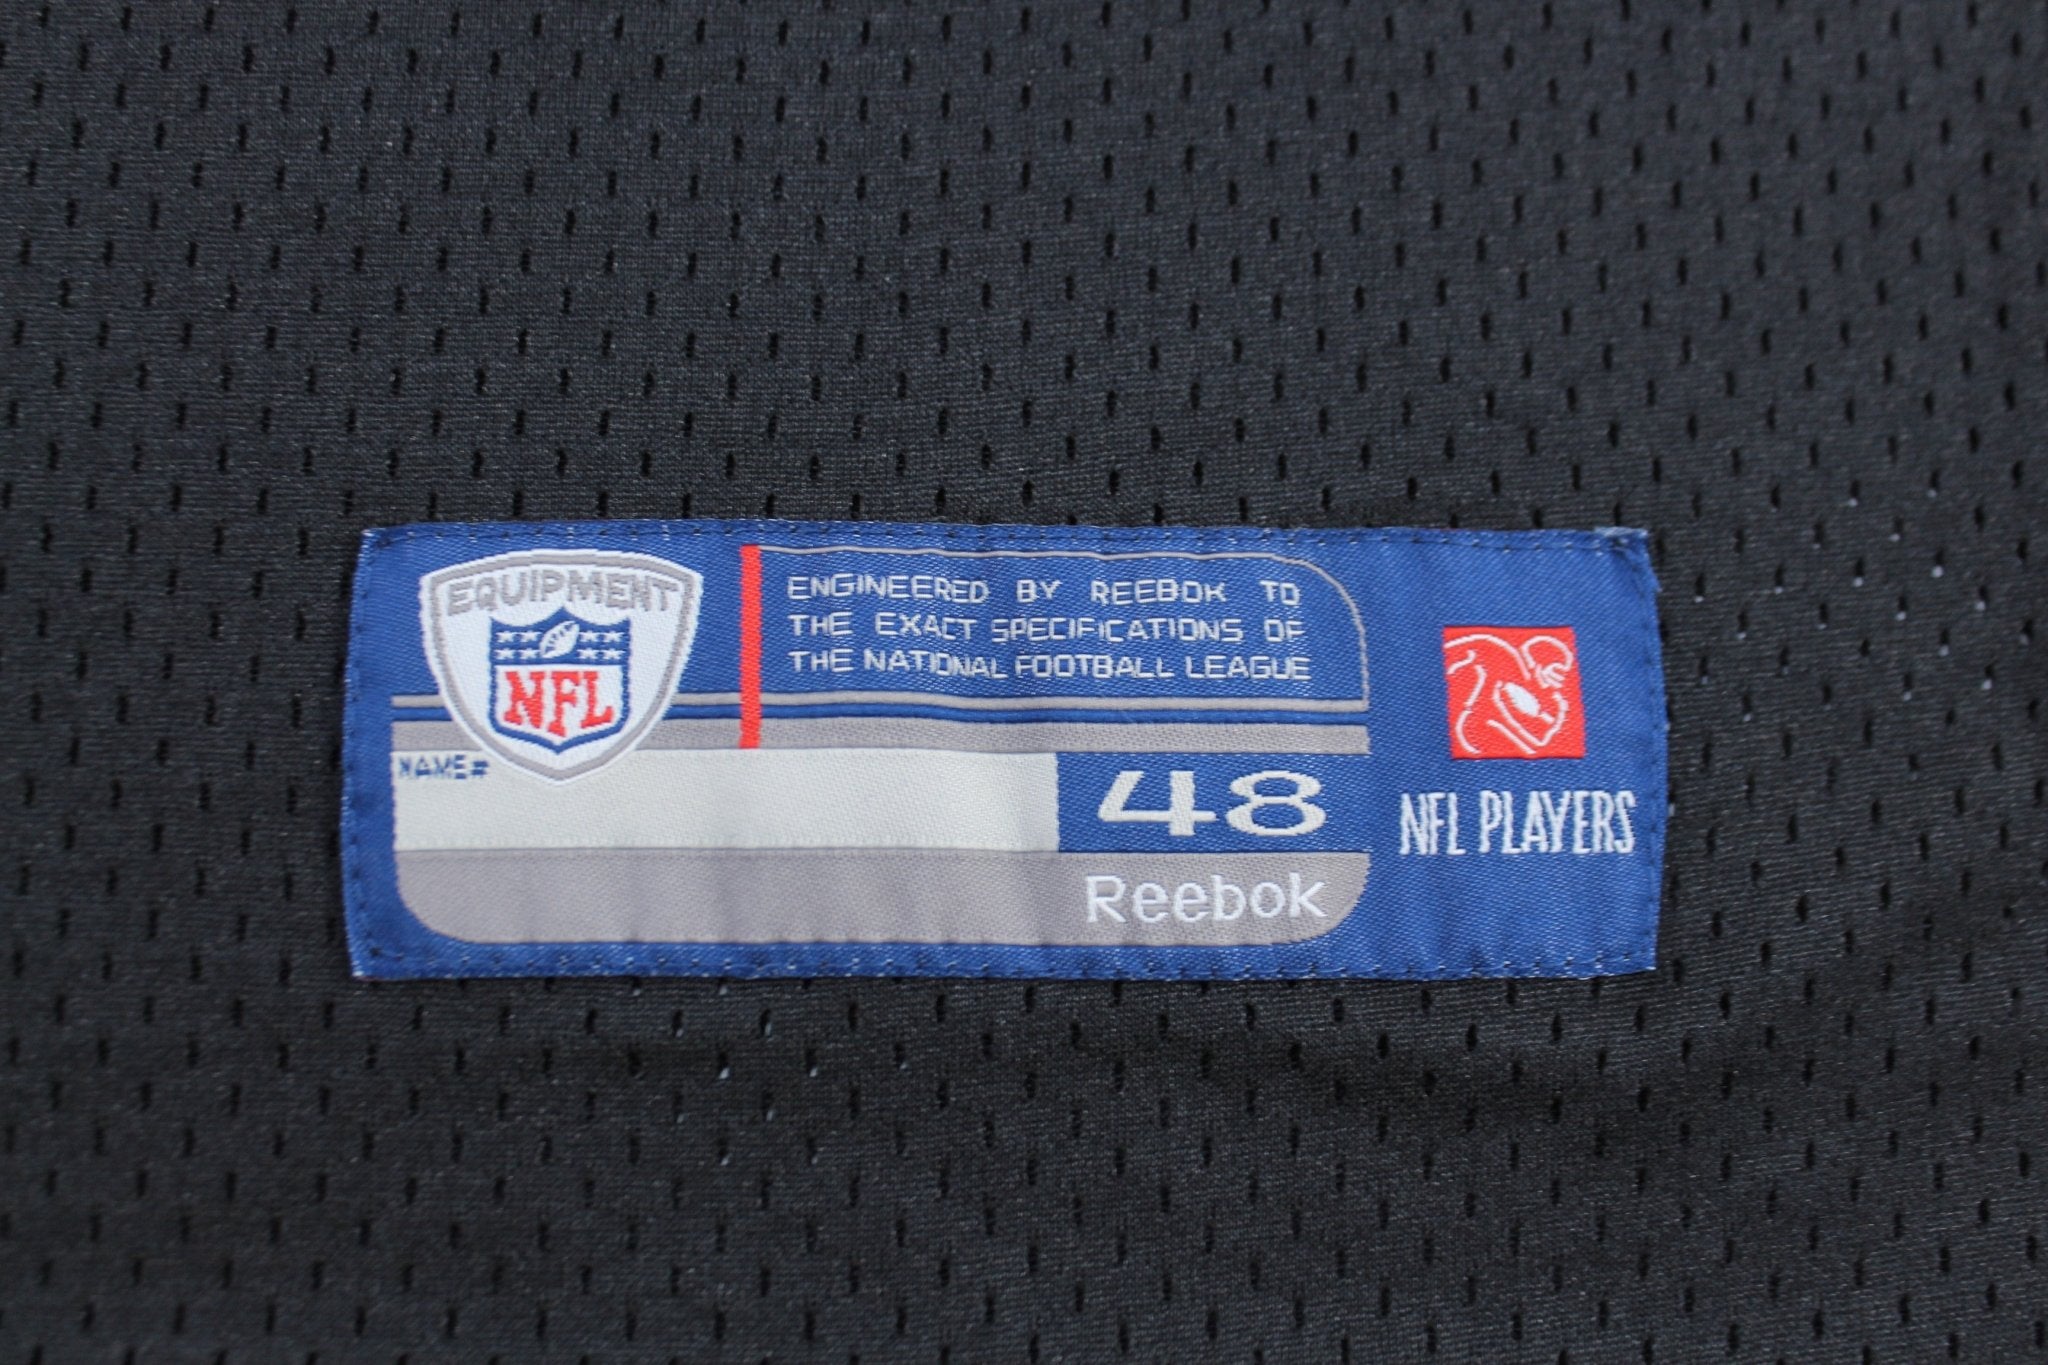 EQUIPMENT
NFL
ENGINEERED BY REEBOK TO
THE EXACT SPECIFICATIONS OF
THE NATIONAL FOOTBALL LEAGUE
NAME#
48
Reebok
NFL PLAYERS